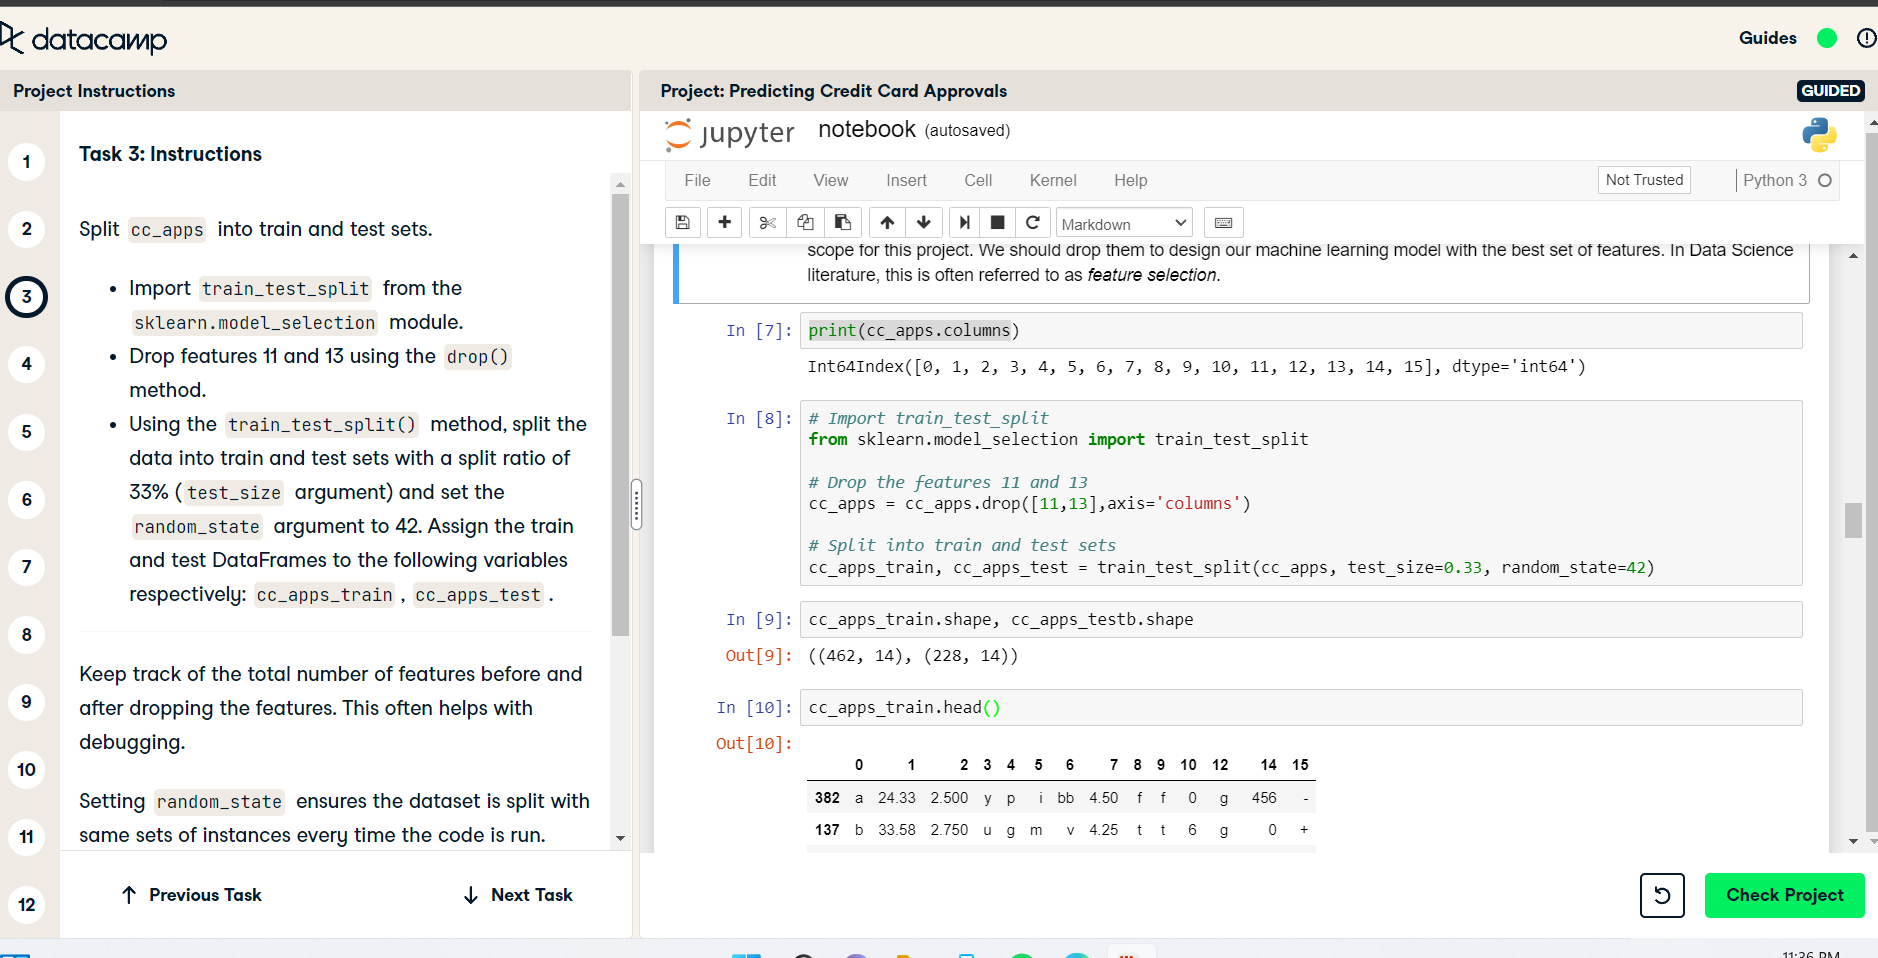 datacamp
Guides
Project Instructions
Project: Predicting Credit Card Approvals
GUIDED
1
2
3
4
5
6
7
8
9
10
11
12
Task 3: Instructions
Split cc_apps into train and test sets.
• Import train_test_split from the
sklearn.model_selection module.
• Drop features 11 and 13 using the drop()
method.
• Using the train_test_split() method, split the
data into train and test sets with a split ratio of
33% (test_size argument) and set the
random_state argument to 42. Assign the train
and test DataFrames to the following variables
respectively: cc_apps_train, cc_apps_test.
Keep track of the total number of features before and
after dropping the features. This often helps with
debugging.
Setting random_state ensures the dataset is split with
same sets of instances every time the code is run.
Previous Task
Next Task
jupyter notebook (autosaved)
File Edit View Insert Cell Kernel Help
Not Trusted
Python 3
Markdown
scope for this project. We should drop them to design our machine learning model with the best set of features. In Data Science
literature, this is often referred to as feature selection.
In [7]: print(cc_apps.columns)
Int64Index([0, 1, 2, 3, 4, 5, 6, 7, 8, 9, 10, 11, 12, 13, 14, 15], dtype='int64')
In [8]: # Import train_test_split
from sklearn.model_selection import train_test_split
# Drop the features 11 and 13
cc_apps = cc_apps.drop([11,13],axis='columns')
# Split into train and test sets
cc_apps_train, cc_apps_test = train_test_split(cc_apps, test_size=0.33, random_state=42)
In [9]: cc_apps_train.shape, cc_apps_testb.shape
Out[9]: ((462, 14), (228, 14))
In [10]: cc_apps_train.head()
Out[10]:
0 1 2 3 4 5 6 7 8 9 10 12 14 15
382 a 24.33 2.500 y p i bb 4.50 f f 0 g 456 -
137 b 33.58 2.750 u g m v 4.25 t t 6 g 0 +
Check Project
11:36 PM